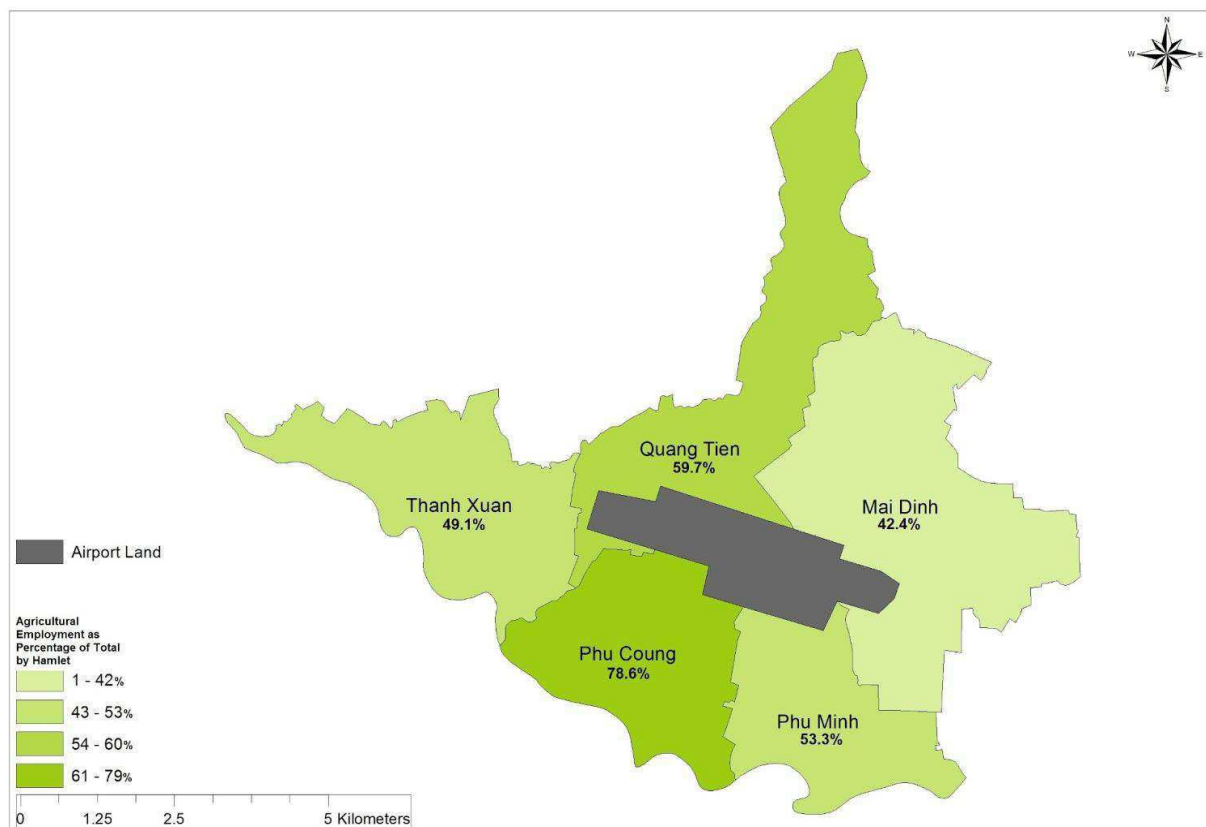 N
W E
S
Quang Tien
59.7%
Thanh Xuan
49.1%
Mai Dinh
42.4%
Airport Land
Phu Coung
78.6%
Phu Minh
53.3%
Agricultural
Employment as
Percentage of Total
by Hamlet
1 - 42%
43 - 53%
54 - 60%
61 - 79%
0 1.25 2.5 5 Kilometers